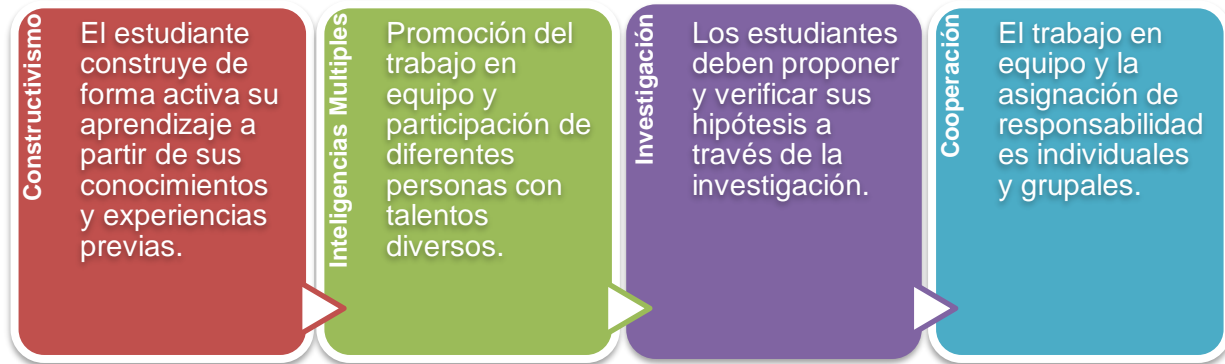 Constructivismo
El estudiante
construye de
forma activa su
aprendizaje a
partir de sus
conocimientos
y experiencias
previas.
Inteligencias Multiples
Promoción del
trabajo en
equipo y
participación de
diferentes
personas con
talentos
diversos.
Investigación
Los estudiantes
deben proponer
y verificar sus
hipótesis a
través de la
investigación.
Cooperación
El trabajo en
equipo y la
asignación de
responsabilidad
es individuales
y grupales.